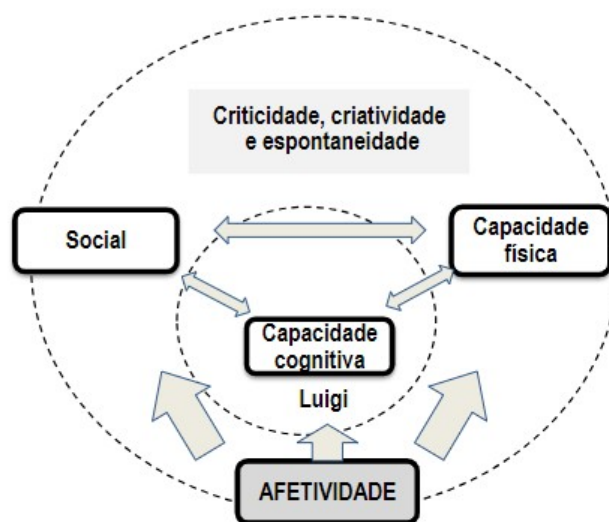 Criticidade, criatividade
e espontaneidade
Social
Capacidade
física
Capacidade
cognitiva
Luigi
AFETIVIDADE